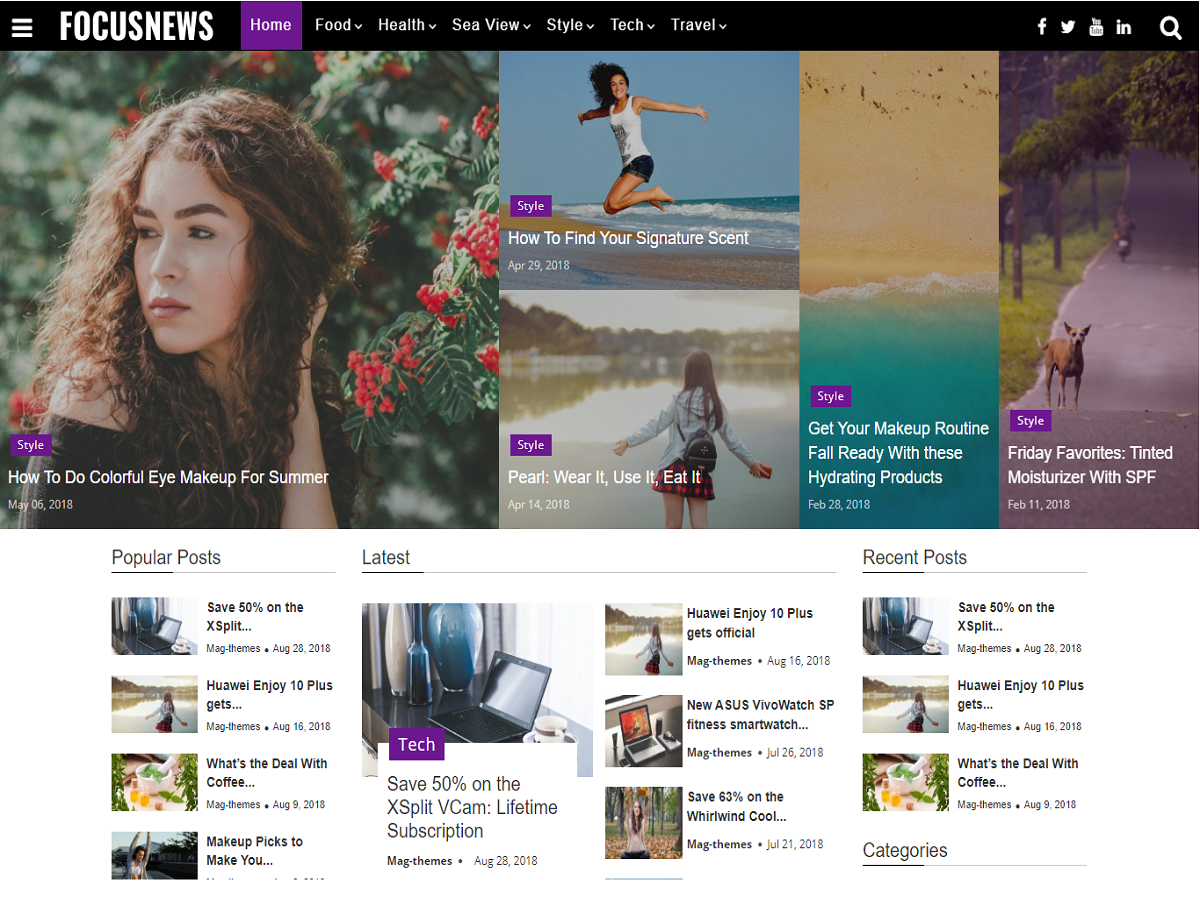 FOCUSNEWS
Home
Food
Health
Sea View
Style
Tech
Travel
Style
How To Do Colorful Eye Makeup For Summer
May 06, 2018
Style
How To Find Your Signature Scent
Apr 29, 2018
Style
Pearl: Wear It, Use It, Eat It
Apr 14, 2018
Style
Get Your Makeup Routine
Fall Ready With these
Hydrating Products
Feb 28, 2018
Style
Friday Favorites: Tinted
Moisturizer With SPF
Feb 11, 2018
Popular Posts
Save 50% on the
XSplit...
Mag-themes • Aug 28, 2018
Huawei Enjoy 10 Plus
gets...
Mag-themes • Aug 16, 2018
What's the Deal With
Coffee...
Mag-themes • Aug 9, 2018
Makeup Picks to
Make You...
Latest
Tech
Save 50% on the
XSplit VCam: Lifetime
Subscription
Mag-themes • Aug 28, 2018
Huawei Enjoy 10 Plus
gets official
Mag-themes • Aug 16, 2018
New ASUS VivoWatch SP
fitness smartwatch...
Mag-themes • Jul 26, 2018
Save 63% on the
Whirlwind Cool...
Mag-themes • Jul 21, 2018
Recent Posts
Save 50% on the
XSplit...
Mag-themes • Aug 28, 2018
Huawei Enjoy 10 Plus
gets...
Mag-themes • Aug 16, 2018
What's the Deal With
Coffee...
Mag-themes • Aug 9, 2018
Categories